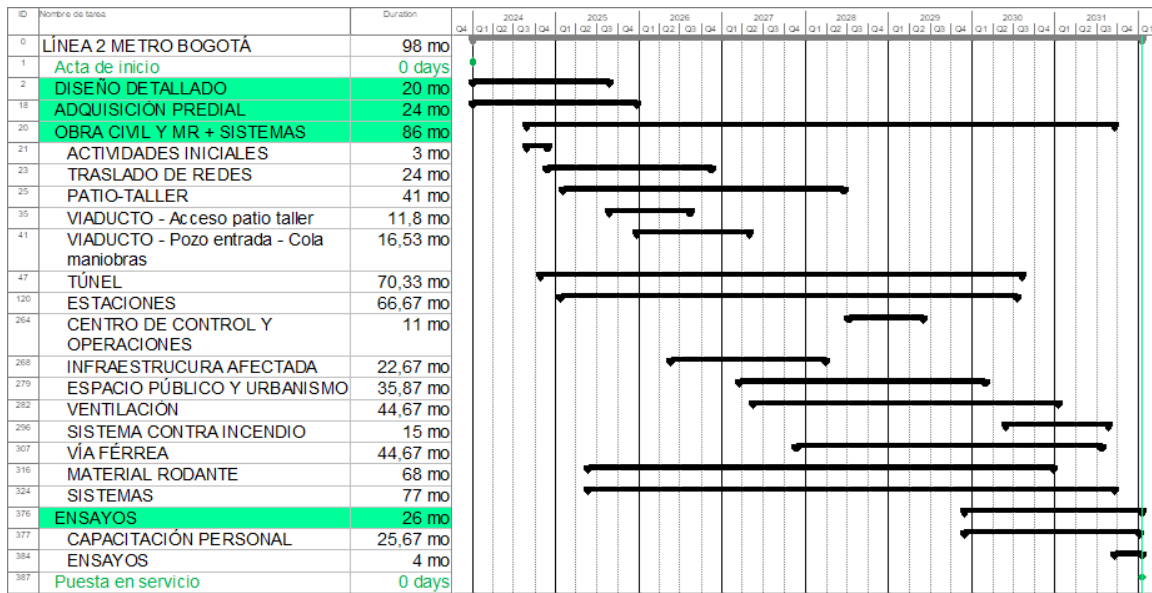 ID Nombre de tarea Duration 2024 2025 2026 2027 2028 2029 2030 2031
Q4 Q1 Q2 Q3 Q4 Q1 Q2 Q3 Q4 Q1 Q2 Q3 Q4 Q1 Q2 Q3 Q4 Q1 Q2 Q3 Q4 Q1 Q2 Q3 Q4 Q1 Q2 Q3 Q4 Q1 Q2 Q3 Q4 Q1
0 LÍNEA 2 METRO BOGOTÁ 98 mo
1 Acta de inicio 0 days
2 DISEÑO DETALLADO 20 mo
18 ADQUISICIÓN PREDIAL 24 mo
20 OBRA CIVIL Y MR + SISTEMAS 86 mo
21 ACTIVIDADES INICIALES 3 mo
23 TRASLADO DE REDES 24 mo
25 PATIO-TALLER 41 mo
35 VIADUCTO - Acceso patio taller 11,8 mo
41 VIADUCTO - Pozo entrada - Cola 16,53 mo
maniobras
47 TÚNEL 70,33 mo
120 ESTACIONES 66,67 mo
264 CENTRO DE CONTROL Y 11 mo
OPERACIONES
268 INFRAESTRUCURA AFECTADA 22,67 mo
279 ESPACIO PÚBLICO Y URBANISMO 35,87 mo
282 VENTILACIÓN 44,67 mo
296 SISTEMA CONTRA INCENDIO 15 mo
307 VÍA FÉRREA 44,67 mo
316 MATERIAL RODANTE 68 mo
324 SISTEMAS 77 mo
376 ENSAYOS 26 mo
377 CAPACITACIÓN PERSONAL 25,67 mo
384 ENSAYOS 4 mo
387 Puesta en servicio 0 days